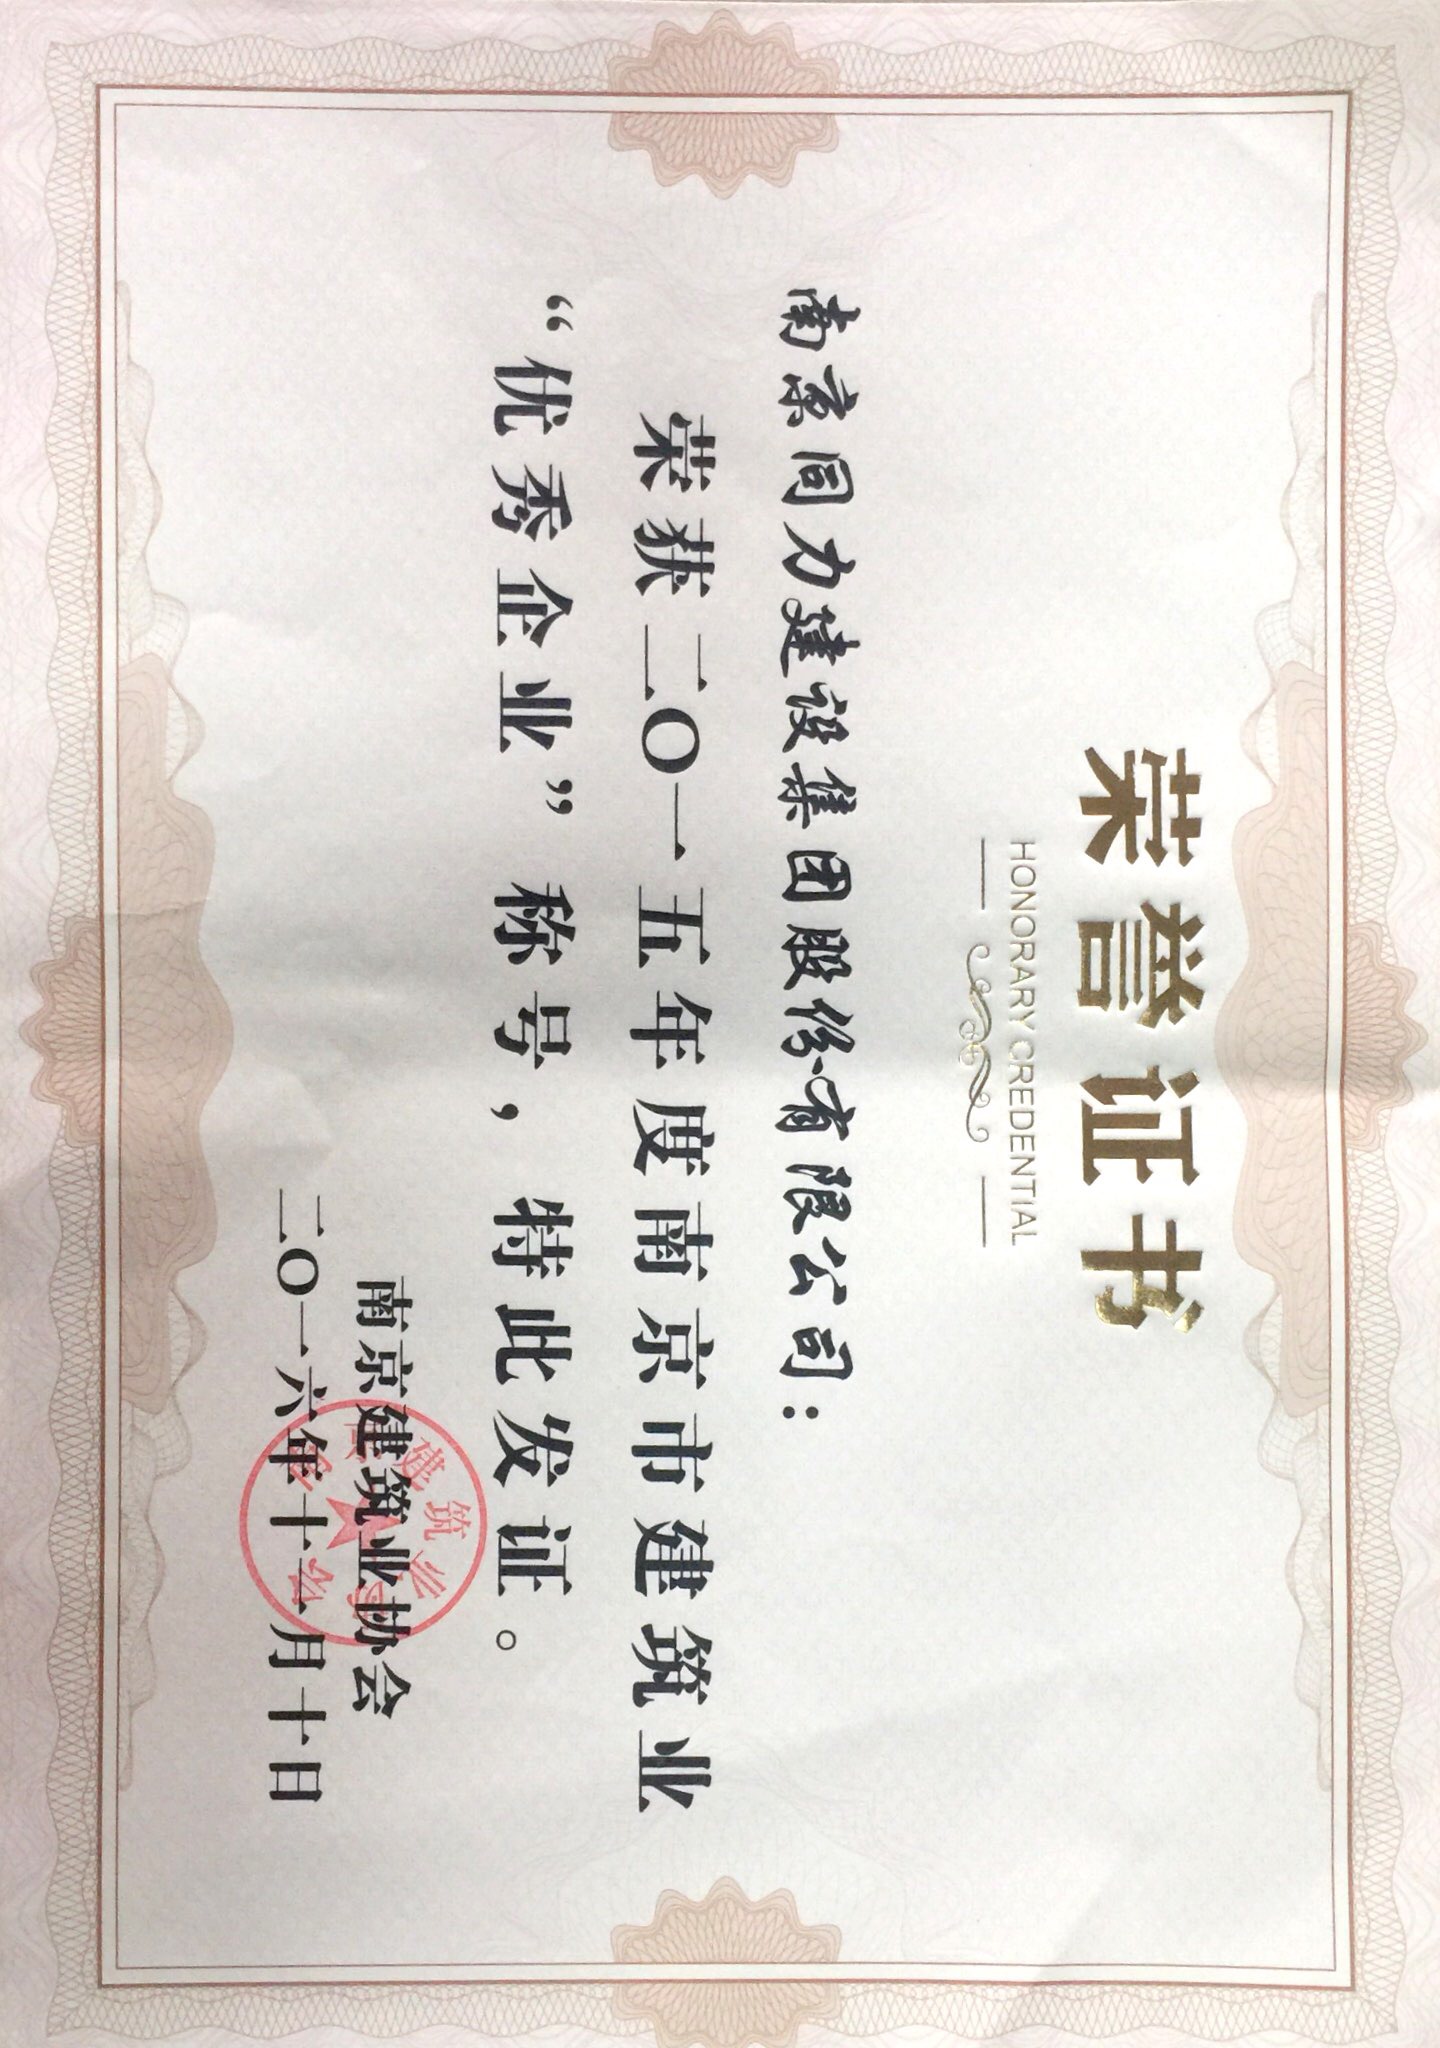 荣誉证书
HONORARY CREDENTIAL
南京同力建设集团股份有限公司：
荣获二〇一五年度南京市建筑业
“优秀企业”称号，特此发证。
南京建筑业协会
二〇一六年十一月十日